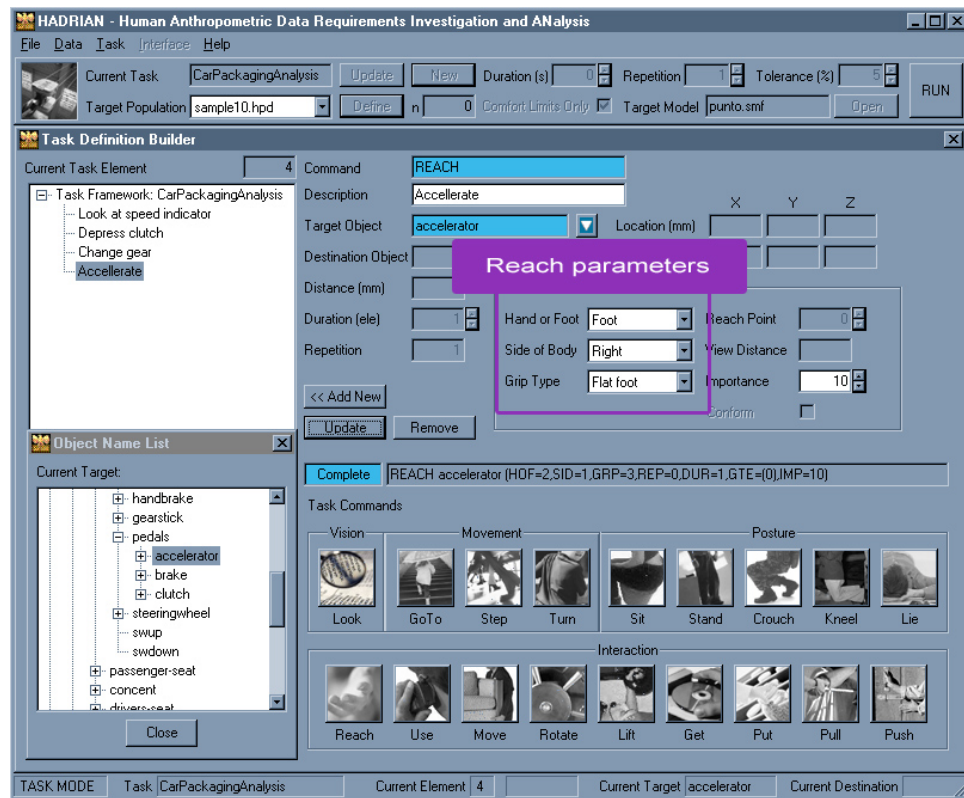 HADRIAN - Human Anthropometric Data Requirements Investigation and ANalysis
File Data Task Interface Help
Current Task CarPackagingAnalysis Update New Duration (s) 0 Repetition 1 Tolerance (%) 5 RUN
Target Population sample10.hpd Define n 0 Comfort Limits Only Target Model punto.smf Open
Task Definition Builder
Current Task Element 4 Command REACH
Task Framework: CarPackagingAnalysis
Look at speed indicator
Depress clutch
Change gear
Accellerate
Description Accellerate
X Y Z
Target Object accelerator Location (mm)
Destination Object
Reach parameters
Distance (mm)
Duration (ele) 1 Hand or Foot Foot Reach Point 0
Repetition 1 Side of Body Right View Distance
Grip Type Flat foot Importance 10
<< Add New
Conform
Update Remove
Object Name List
Current Target:
handbrake
gearstick
pedals
accelerator
brake
clutch
steeringwheel
swup
swdown
passenger-seat
concent
drivers-seat
Close
Complete REACH accelerator (HOF=2,SID=1,GRP=3,REP=0,DUR=1,GTE=(0),IMP=10)
Task Commands
Vision Movement Posture
Look GoTo Step Turn Sit Stand Crouch Kneel Lie
Interaction
Reach Use Move Rotate Lift Get Put Pull Push
TASK MODE Task CarPackagingAnalysis Current Element 4 Current Target accelerator Current Destination